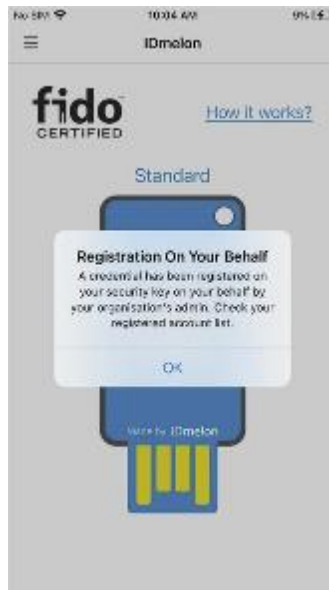 No SIM 10:04 AM 9%
IDmelon
fido
CERTIFIED
How it works?
Standard
Registration On Your Behalf
A credential has been registered on
your security key on your behalf by
your organisation's admin. Check your
registered account list.
OK
Made by IDmelon